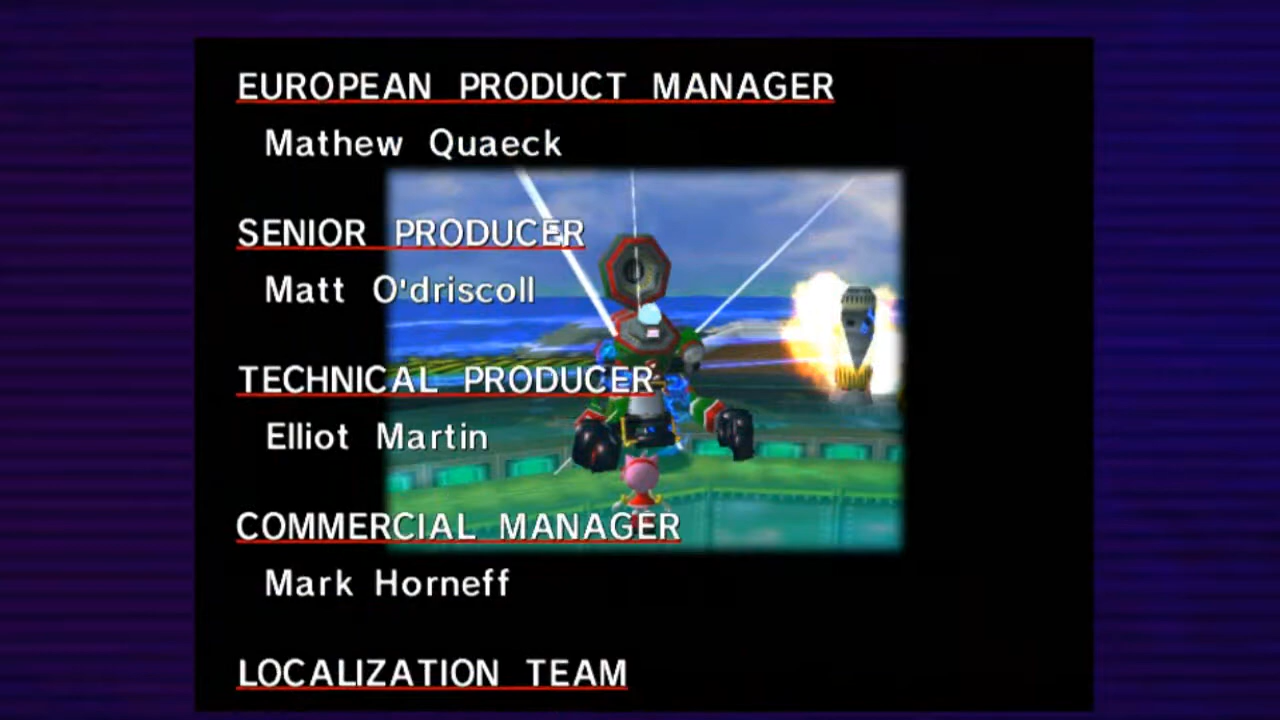 EUROPEAN PRODUCT MANAGER
Mathew Quaeck
SENIOR PRODUCER
Matt O'driscoll
TECHNICAL PRODUCER
Elliot Martin
COMMERCIAL MANAGER
Mark Horneff
LOCALIZATION TEAM